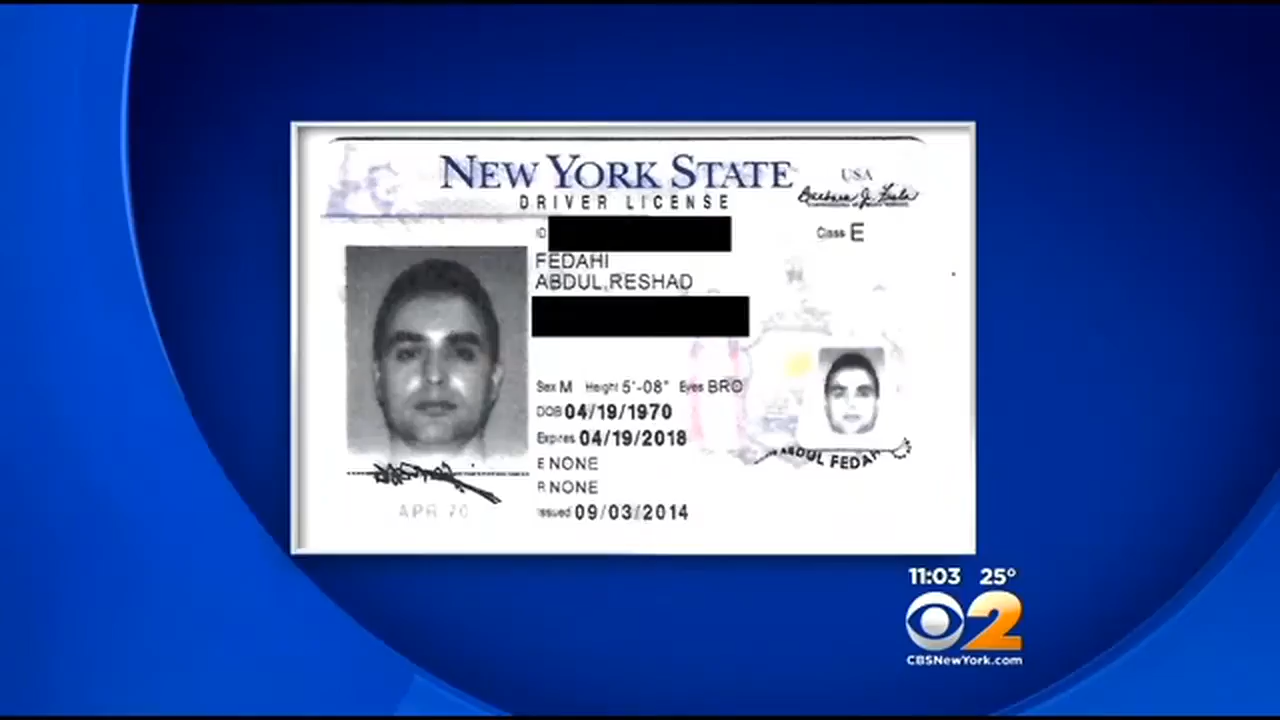 NEW YORK STATE
USA
DRIVER LICENSE
ID
Class E
FEDAHI
ABDUL,RESHAD
Sex M Height 5'-08" Eyes BRO
DOB 04/19/1970
Expires 04/19/2018
E NONE
R NONE
Issued 09/03/2014
APR 70
ABDUL FEDAHI
11:03 25°
2
CBSNewYork.com